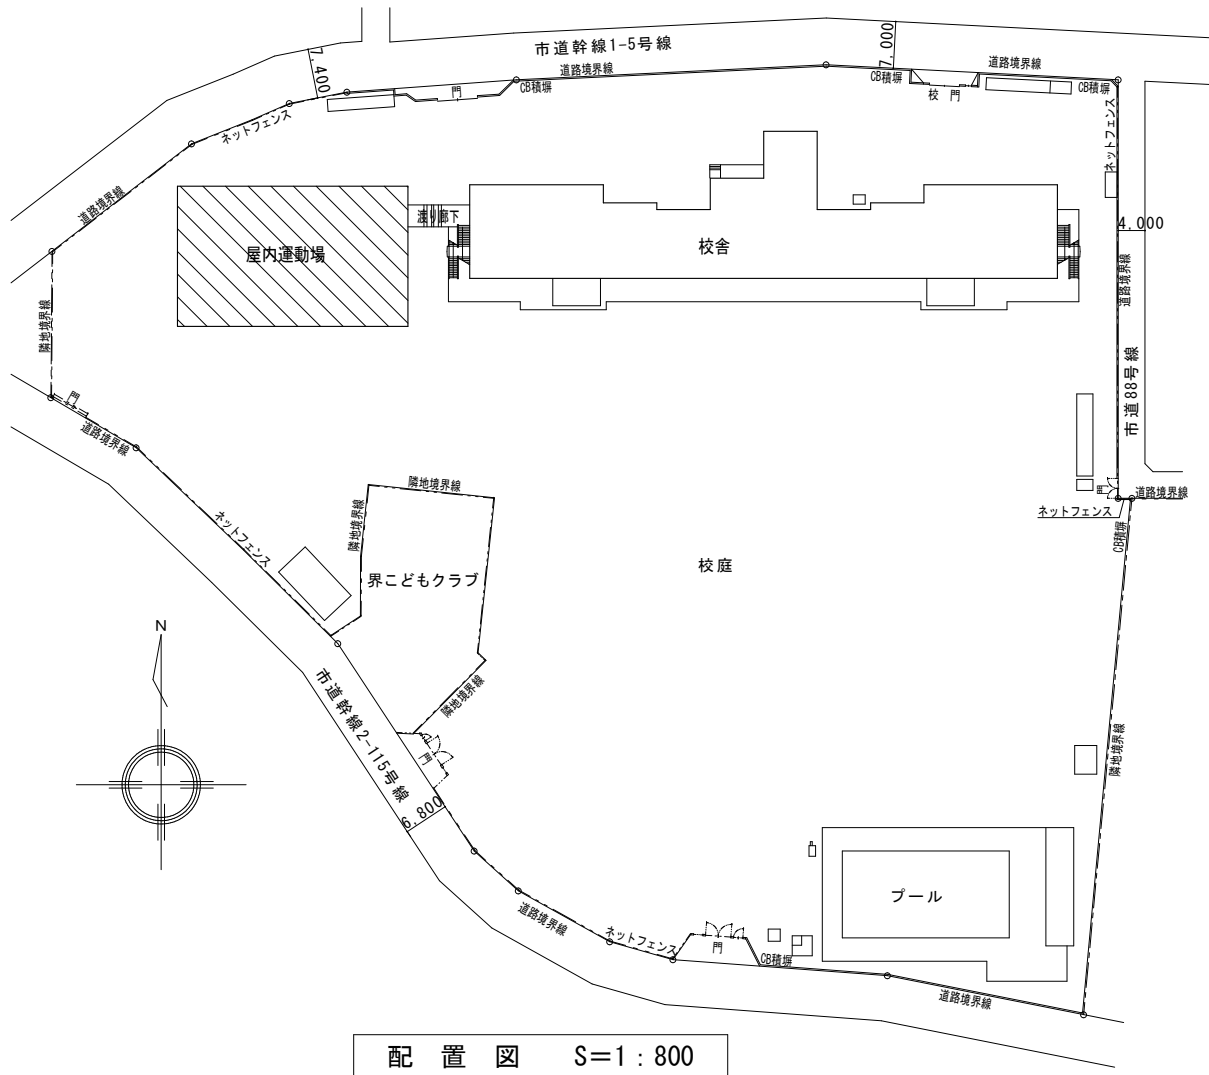 市道幹線1-5号線
7,000
7,400
道路境界線
道路境界線
CB積塀
CB積塀
CB積塀
門
校 門
ネットフェンス
ネットフェンス
道路境界線
渡り廊下
屋内運動場
校舎
4,000
道路境界線
隣地境界線
市道88号線
門
道路境界線
隣地境界線
隣地境界線
門
道路境界線
ネットフェンス
ネットフェンス
CB積塀
界こどもクラブ
校庭
N
隣地境界線
市道幹線2-115号線
門
隣地境界線
6,800
プール
道路境界線
ネットフェンス
門
CB積塀
道路境界線
配 置 図 S=1:800